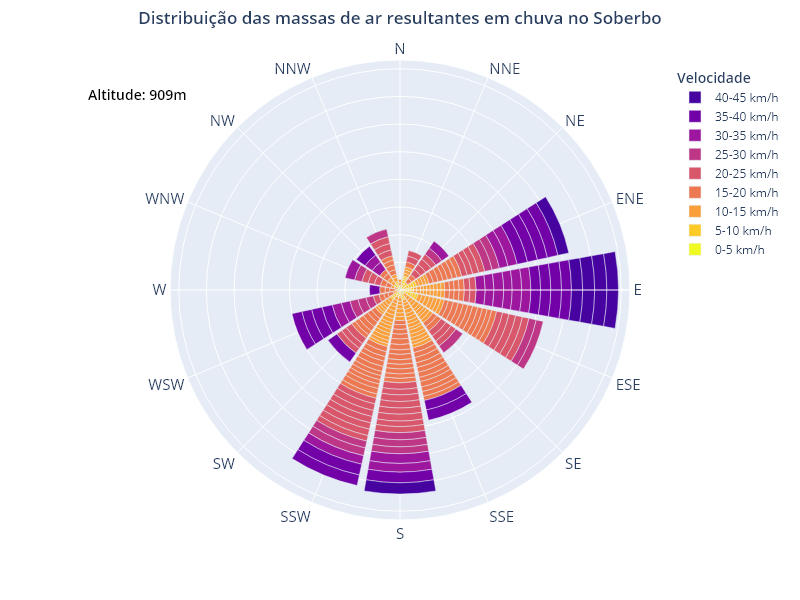 Distribuição das massas de ar resultantes em chuva no Soberbo
Altitude: 909m
N
NNE
NE
ENE
E
ESE
SE
SSE
S
SSW
SW
WSW
W
WNW
NW
NNW
Velocidade
40-45 km/h
35-40 km/h
30-35 km/h
25-30 km/h
20-25 km/h
15-20 km/h
10-15 km/h
5-10 km/h
0-5 km/h